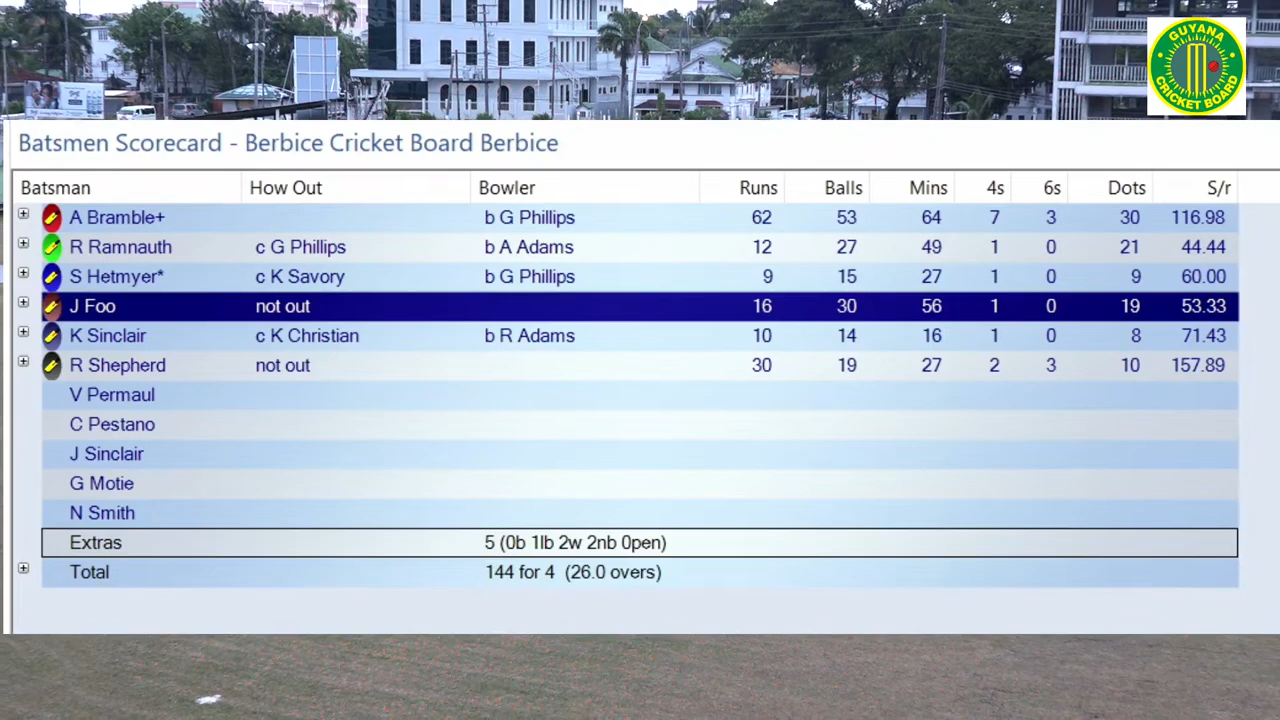 GUYANA
CRICKET BOARD
Batsmen Scorecard - Berbice Cricket Board Berbice
Batsman How Out Bowler Runs Balls Mins 4s 6s Dots S/r
A Bramble+ b G Phillips 62 53 64 7 3 30 116.98
R Ramnauth c G Phillips b A Adams 12 27 49 1 0 21 44.44
S Hetmyer* c K Savory b G Phillips 9 15 27 1 0 9 60.00
J Foo not out 16 30 56 1 0 19 53.33
K Sinclair c K Christian b R Adams 10 14 16 1 0 8 71.43
R Shepherd not out 30 19 27 2 3 10 157.89
V Permaul
C Pestano
J Sinclair
G Motie
N Smith
Extras 5 (0b 1lb 2w 2nb 0pen)
Total 144 for 4 (26.0 overs)